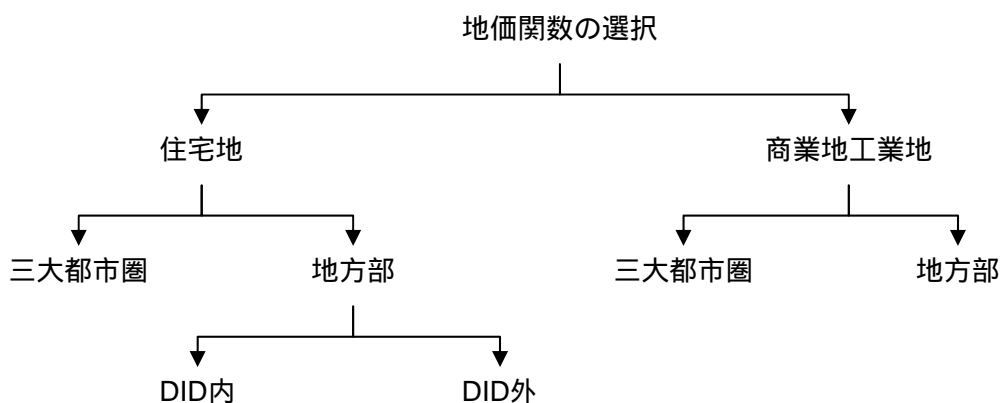 地価関数の選択
住宅地
商業地工業地
三大都市圏
地方部
三大都市圏
地方部
DID内
DID外